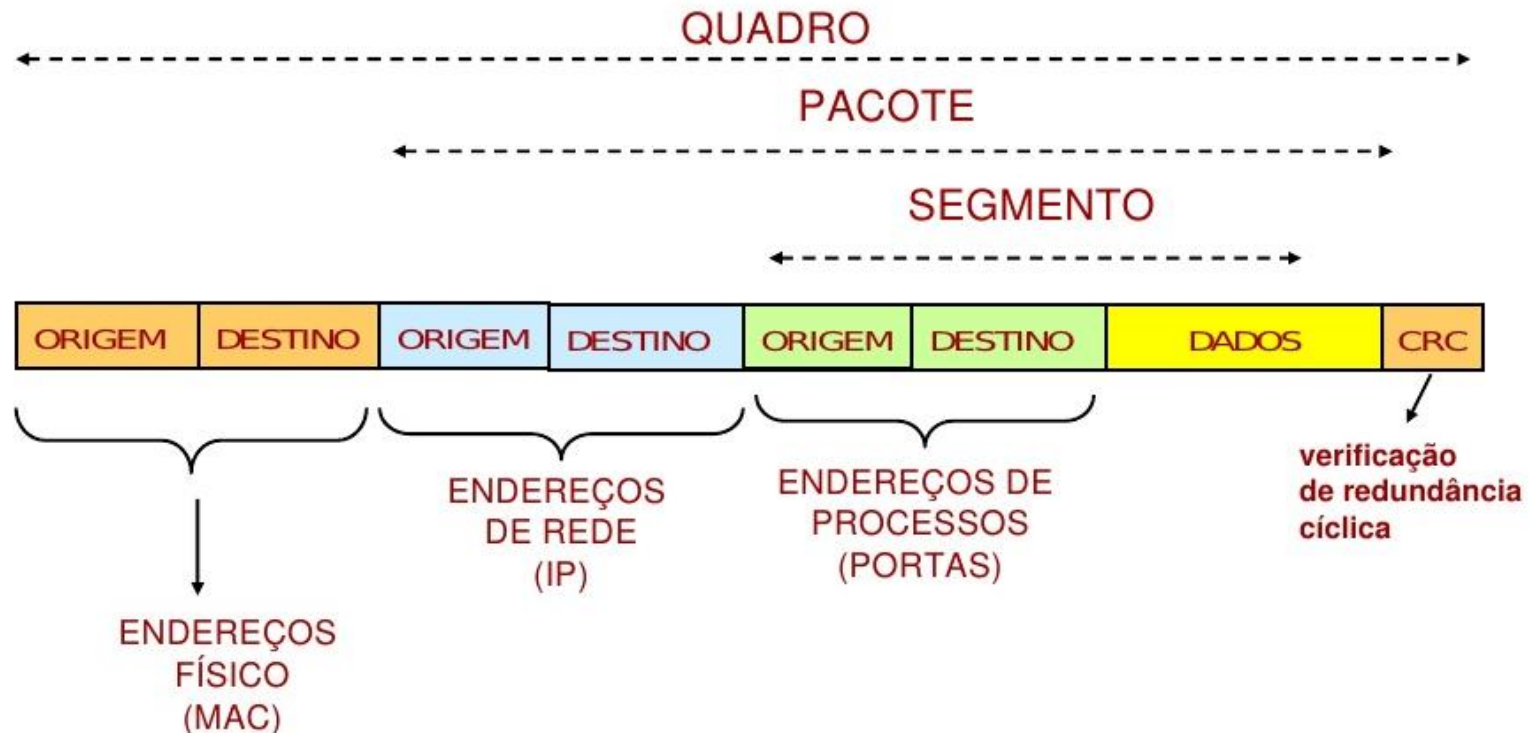 QUADRO
PACOTE
SEGMENTO
ORIGEM DESTINO ORIGEM DESTINO ORIGEM DESTINO DADOS CRC
ENDEREÇOS
FÍSICO
(MAC)
ENDEREÇOS
DE REDE
(IP)
ENDEREÇOS DE
PROCESSOS
(PORTAS)
verificação
de redundância
cíclica